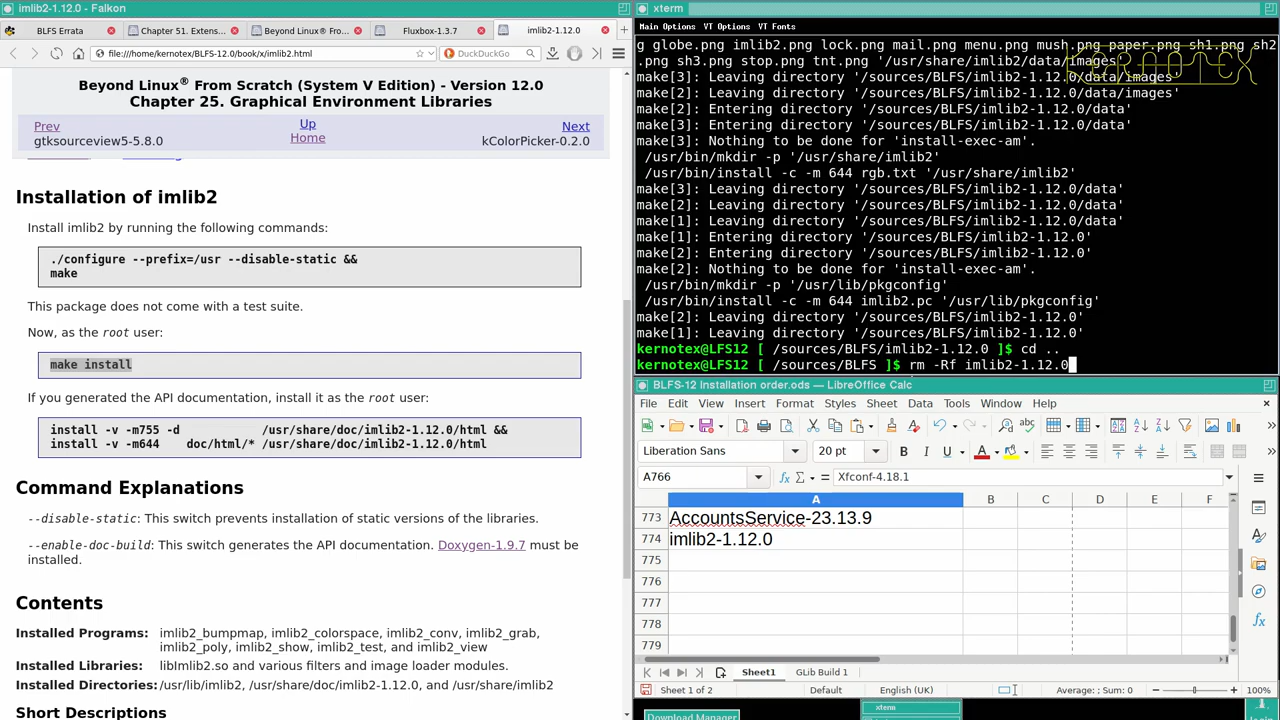 imlib2-1.12.0 - Falkon
BLFS Errata
Chapter 51. Extens...
Beyond Linux® Fro...
Fluxbox-1.3.7
imlib2-1.12.0
file:///home/kernotex/BLFS-12.0/book/x/imlib2.html
DuckDuckGo
Beyond Linux® From Scratch (System V Edition) - Version 12.0
Chapter 25. Graphical Environment Libraries
Prev
Up
Next
gtksourceview5-5.8.0
Home
kColorPicker-0.2.0
Installation of imlib2
Install imlib2 by running the following commands:
./configure --prefix=/usr --disable-static &&
make
This package does not come with a test suite.
Now, as the root user:
make install
If you generated the API documentation, install it as the root user:
install -v -m755 -d /usr/share/doc/imlib2-1.12.0/html &&
install -v -m644 doc/html/* /usr/share/doc/imlib2-1.12.0/html
Command Explanations
--disable-static: This switch prevents installation of static versions of the libraries.
--enable-doc-build: This switch generates the API documentation. Doxygen-1.9.7 must be
installed.
Contents
Installed Programs: imlib2_bumpmap, imlib2_colorspace, imlib2_conv, imlib2_grab,
imlib2_poly, imlib2_show, imlib2_test, and imlib2_view
Installed Libraries: libImlib2.so and various filters and image loader modules.
Installed Directories: /usr/lib/imlib2, /usr/share/doc/imlib2-1.12.0, and /usr/share/imlib2
Short Descriptions
xterm
Main Options VT Options VT Fonts
g globe.png imlib2.png lock.png mail.png menu.png mush.png paper.png sh1.png sh2
.png sh3.png stop.png tnt.png '/usr/share/imlib2/data/images'
make[3]: Leaving directory '/sources/BLFS/imlib2-1.12.0/data/images'
make[2]: Leaving directory '/sources/BLFS/imlib2-1.12.0/data/images'
make[2]: Entering directory '/sources/BLFS/imlib2-1.12.0/data'
make[3]: Entering directory '/sources/BLFS/imlib2-1.12.0/data'
make[3]: Nothing to be done for 'install-exec-am'.
/usr/bin/mkdir -p '/usr/share/imlib2'
/usr/bin/install -c -m 644 rgb.txt '/usr/share/imlib2'
make[3]: Leaving directory '/sources/BLFS/imlib2-1.12.0/data'
make[2]: Leaving directory '/sources/BLFS/imlib2-1.12.0/data'
make[1]: Leaving directory '/sources/BLFS/imlib2-1.12.0/data'
make[1]: Entering directory '/sources/BLFS/imlib2-1.12.0'
make[2]: Entering directory '/sources/BLFS/imlib2-1.12.0'
make[2]: Nothing to be done for 'install-exec-am'.
/usr/bin/mkdir -p '/usr/lib/pkgconfig'
/usr/bin/install -c -m 644 imlib2.pc '/usr/lib/pkgconfig'
make[2]: Leaving directory '/sources/BLFS/imlib2-1.12.0'
make[1]: Leaving directory '/sources/BLFS/imlib2-1.12.0'
kernotex@LFS12 [ /sources/BLFS/imlib2-1.12.0 ]$ cd ..
kernotex@LFS12 [ /sources/BLFS ]$ rm -Rf imlib2-1.12.0
KERNOTEX
BLFS-12 Installation order.ods — LibreOffice Calc
File Edit View Insert Format Styles Sheet Data Tools Window Help
Liberation Sans
20 pt
B I U A
A766
Xfconf-4.18.1
A B C D E F
773 AccountsService-23.13.9
774 imlib2-1.12.0
775
776
777
778
779
Sheet1
GLib Build 1
Sheet 1 of 2
Default
English (UK)
Average: ; Sum: 0
100%
Download Manager
xterm